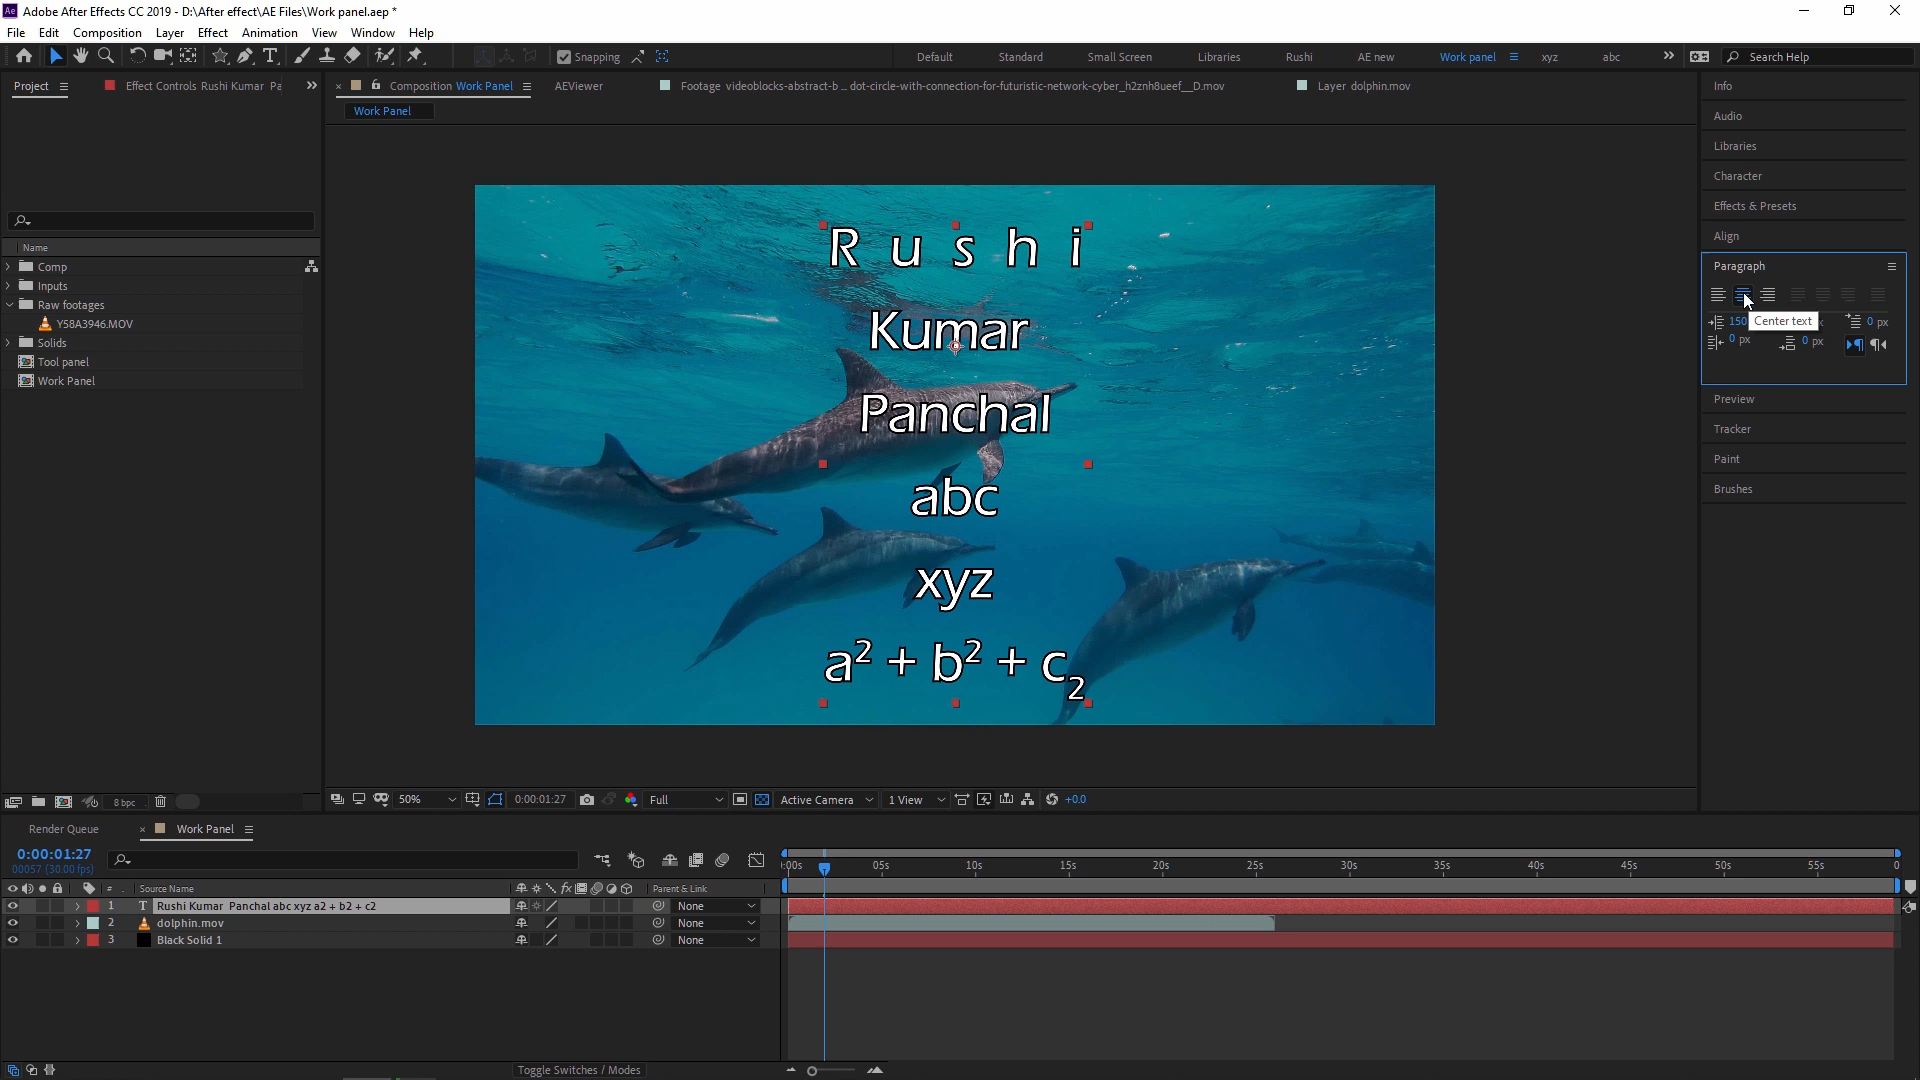 Adobe After Effects CC 2019 - D:\After effect\AE Files\Work panel.aep *
File Edit Composition Layer Effect Animation View Window Help
Snapping
Default Standard Small Screen Libraries Rushi AE new Work panel xyz abc
Search Help
Project
Effect Controls Rushi Kumar Pa
Composition Work Panel
AEViewer
Footage videoblocks-abstract-b ... dot-circle-with-connection-for-futuristic-network-cyber_h2znh8ueef__D.mov
Layer dolphin.mov
Work Panel
Name
Comp
Inputs
Raw footages
Y58A3946.MOV
Solids
Tool panel
Work Panel
R u s h i
Kumar
Panchal
abc
xyz
a² + b² + c₂
Info
Audio
Libraries
Character
Effects & Presets
Align
Paragraph
150
Center text
0 px
0 px
0 px
Preview
Tracker
Paint
Brushes
8 bpc
50%
0:00:01:27
Full
Active Camera
1 View
+0.0
Render Queue
Work Panel
0:00:01:27
00057 (30.00 fps)
:00s 05s 10s 15s 20s 25s 30s 35s 40s 45s 50s 55s
# Source Name Parent & Link
1 T Rushi Kumar Panchal abc xyz a2 + b2 + c2 None
2 dolphin.mov None
3 Black Solid 1 None
Toggle Switches / Modes